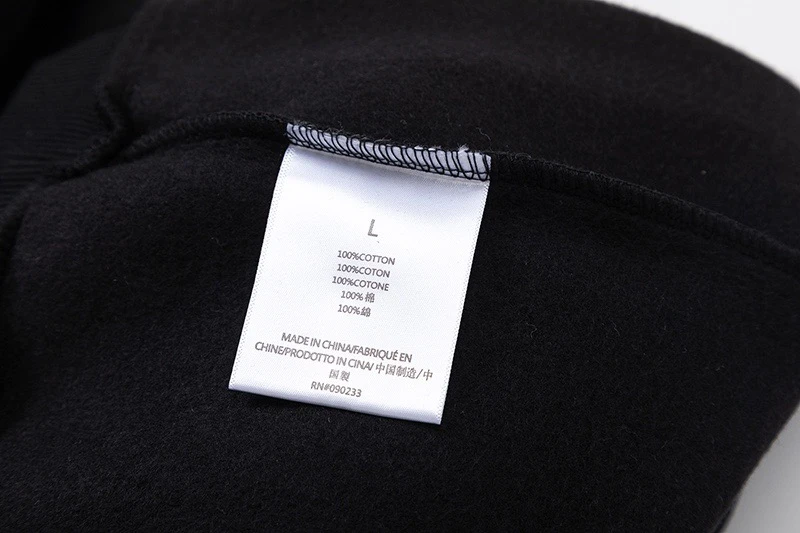 L
100%COTTON
100%COTON
100%COTONE
100% 棉
100%綿
MADE IN CHINA/FABRIQUÉ EN
CHINE/PRODOTTO IN CINA/ 中国制造/中
国製
RN#090233